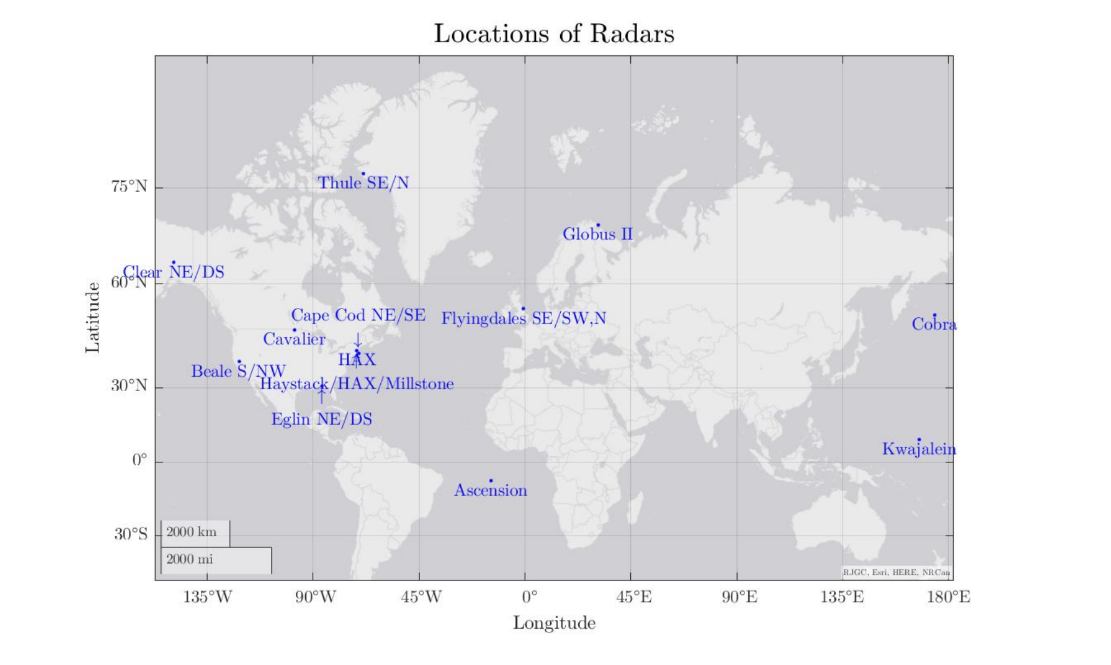 Locations of Radars
75°N
Thule SE/N
Globus II
Clear NE/DS
60°N
Cape Cod NE/SE
Flyingdales SE/SW,N
Cobra
Cavalier
HAX
Beale S/NW
30°N
Haystack/HAX/Millstone
Eglin NE/DS
Kwajalein
0°
Ascension
30°S
2000 km
2000 mi
RJGC, Esri, HERE, NRCan
135°W 90°W 45°W 0° 45°E 90°E 135°E 180°E
Longitude
Latitude